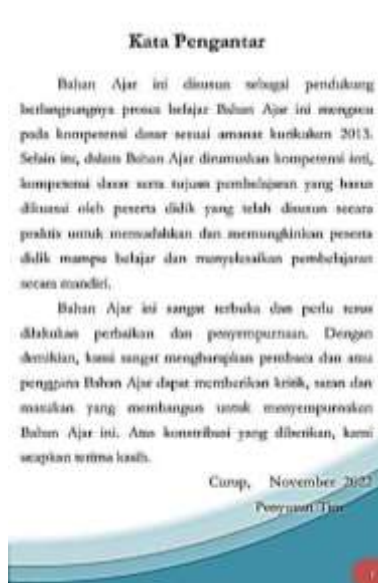 Kata Pengantar
Bahan Ajar ini disusun sebagai pendukung
berlangsungnya proses belajar Bahan Ajar ini mengacu
pada kompetensi dasar sesuai amanat kurikulum 2013.
Selain itu, dalam Bahan Ajar dirumuskan kompetensi inti,
kompetensi dasar serta tujuan pembelajaran yang harus
dikuasai oleh peserta didik yang telah disusun secara
praktis untuk memudahkan dan memungkinkan peserta
didik mampu belajar dan menyelesaikan pembelajaran
secara mandiri.
Bahan Ajar ini sangat terbuka dan perlu terus
dilakukan perbaikan dan penyempurnaan. Dengan
demikian, kami sangat mengharapkan pembaca dan atau
pengguna Bahan Ajar dapat memberikan kritik, saran dan
masukan yang membangun untuk menyempurnakan
Bahan Ajar ini. Atas kontribusi yang diberikan, kami
ucapkan terima kasih.
Curup, November 2022
Penyusun Tim